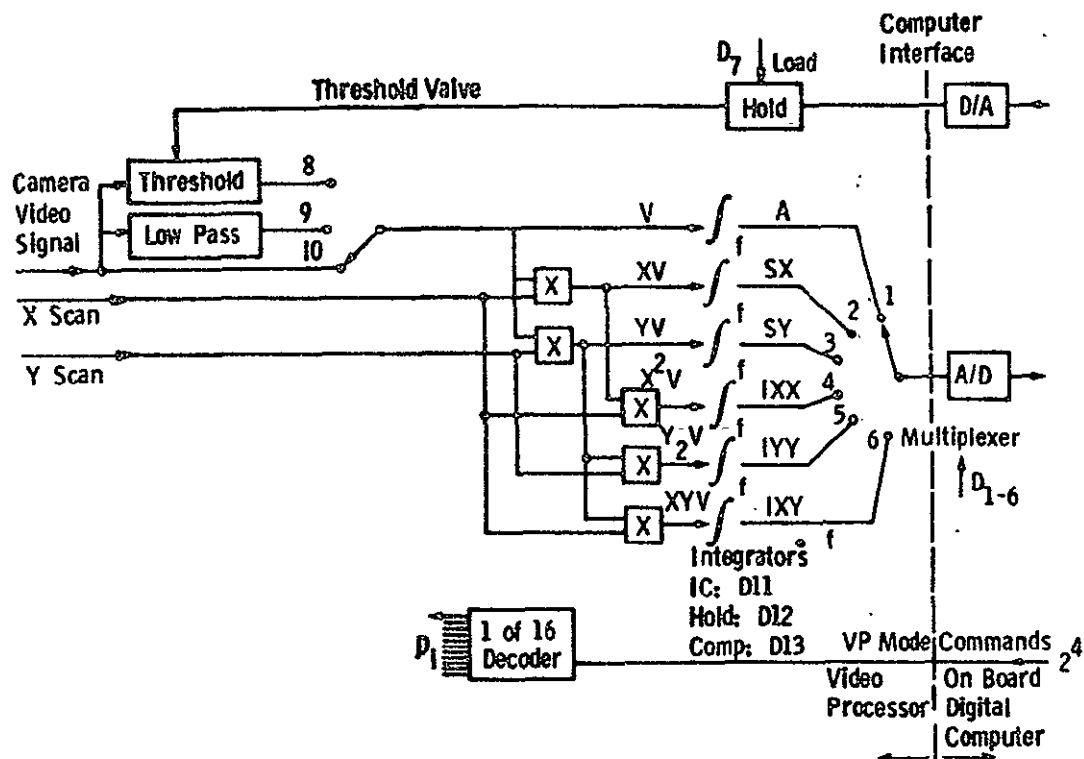 Computer
Interface
D7 Load
Threshold Valve
Hold
D/A
Camera
Video
Signal
Threshold
8
Low Pass
9
10
X Scan
Y Scan
V
A
f
X
XV
SX
f
X
YV
SY
f
X
X2V
IXX
f
X
Y2V
IYY
f
X
XYV
IXY
f
1
2
3
4
5
6 Multiplexer
D1-6
A/D
Integrators
IC: D11
Hold: D12
Comp: D13
1 of 16
Decoder
VP Mode Commands
2^4
Video
Processor
On Board
Digital
Computer